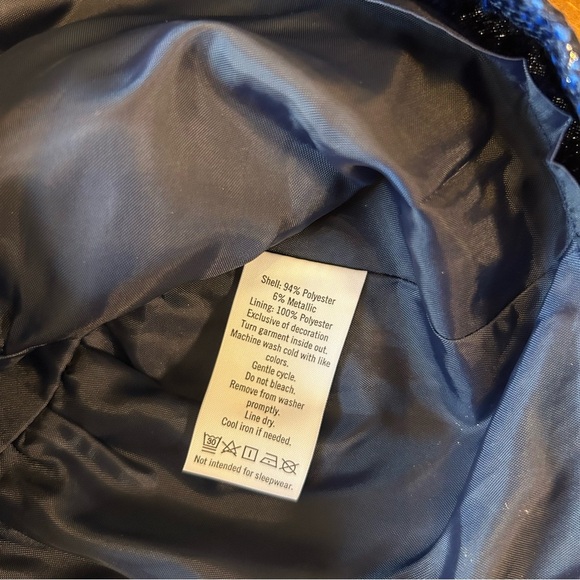 Shell: 94% Polyester
6% Metallic
Lining: 100% Polyester
Exclusive of decoration
Turn garment inside out.
Machine wash cold with like
colors.
Gentle cycle.
Do not bleach.
Remove from washer
promptly.
Line dry.
Cool iron if needed.
30
Not intended for sleepwear.